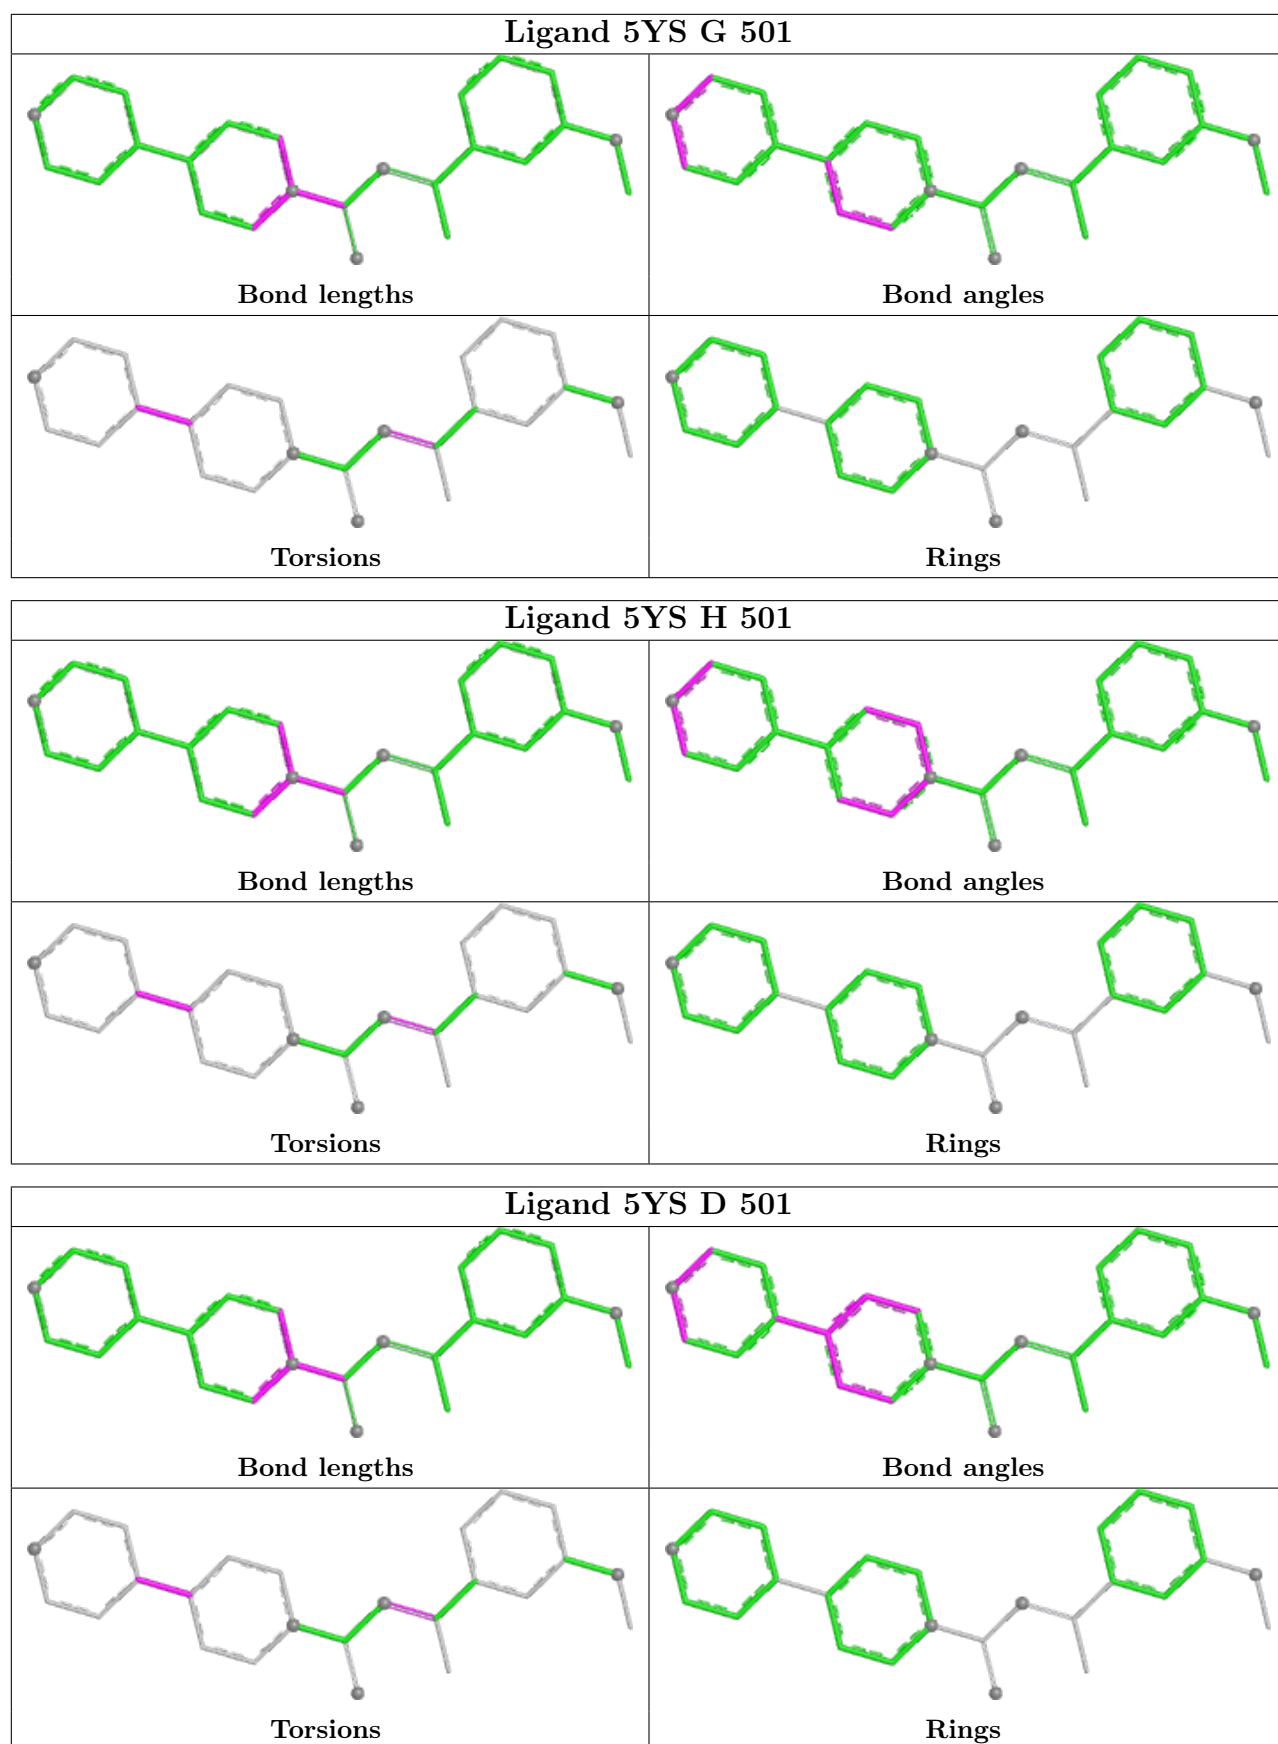 Ligand 5YS G 501
Bond lengths
Bond angles
Torsions
Rings
Ligand 5YS H 501
Bond lengths
Bond angles
Torsions
Rings
Ligand 5YS D 501
Bond lengths
Bond angles
Torsions
Rings